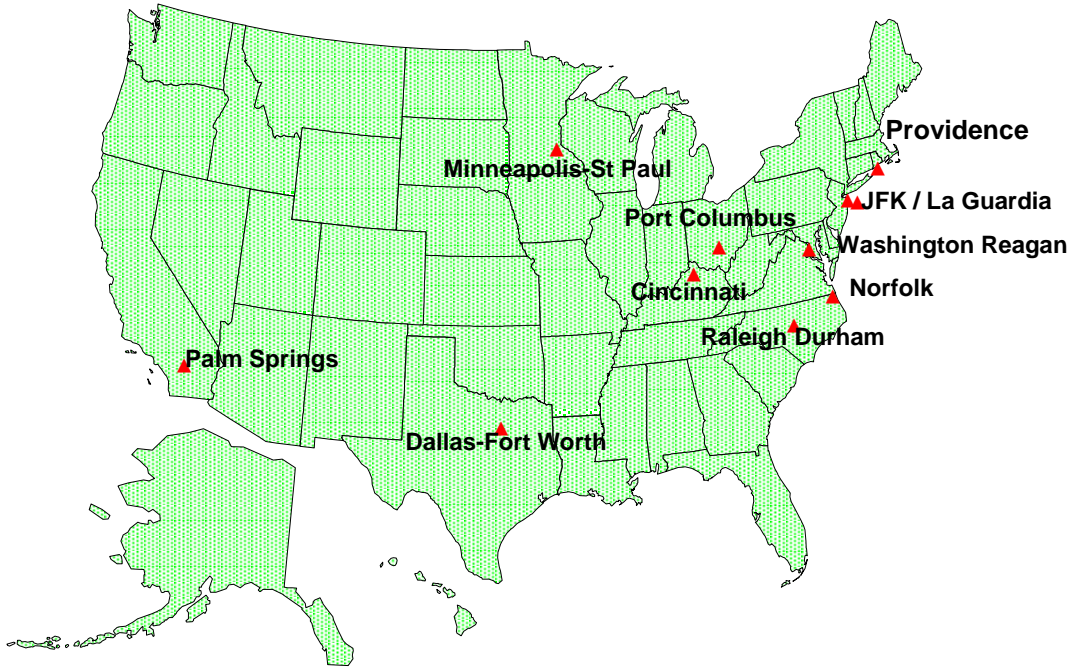 Providence
Minneapolis-St Paul
JFK / La Guardia
Port Columbus
Washington Reagan
Cincinnati
Norfolk
Raleigh Durham
Palm Springs
Dallas-Fort Worth